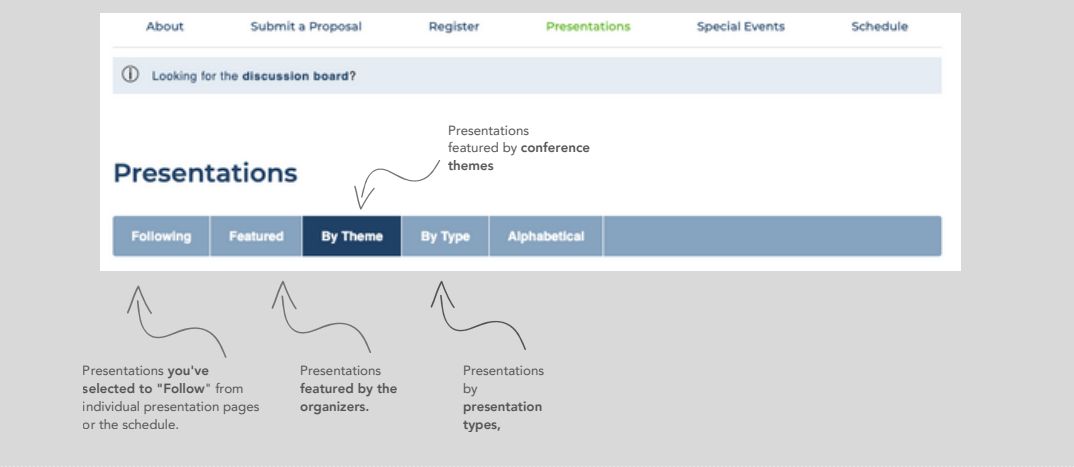 About Submit a Proposal Register Presentations Special Events Schedule
Looking for the discussion board?
Presentations
featured by conference
themes
Presentations
Following Featured By Theme By Type Alphabetical
Presentations you've
selected to "Follow" from
individual presentation pages
or the schedule.
Presentations
featured by the
organizers.
Presentations
by
presentation
types,